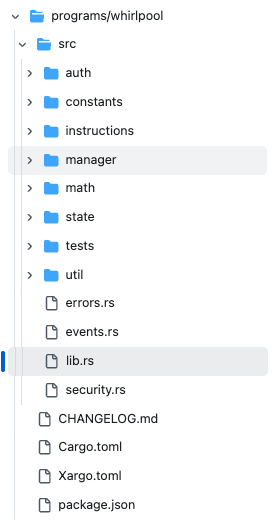 programs/whirlpool
src
auth
constants
instructions
manager
math
state
tests
util
errors.rs
events.rs
lib.rs
security.rs
CHANGELOG.md
Cargo.toml
Xargo.toml
package.json